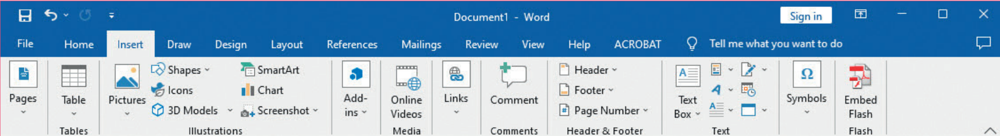 Document1 - Word
Sign in
File Home Insert Draw Design Layout References Mailings Review View Help ACROBAT Tell me what you want to do
Pages
Table
Tables
Pictures
Shapes
Icons
3D Models
SmartArt
Chart
Screenshot
Illustrations
Add-
ins
Online
Videos
Media
Links
Comment
Comments
Header
Footer
Page Number
Header & Footer
Text
Box
Text
Symbols
Embed
Flash
Flash